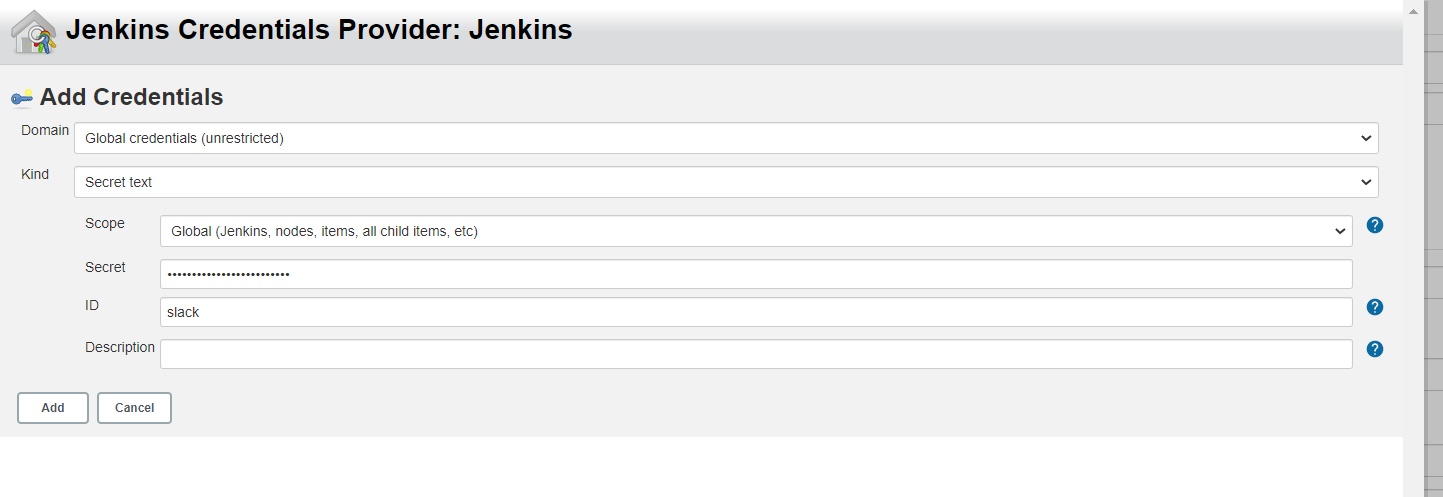 Jenkins Credentials Provider: Jenkins
Add Credentials
Domain
Global credentials (unrestricted)
Kind
Secret text
Scope
Global (Jenkins, nodes, items, all child items, etc)
?
Secret
•••••••••••••••••••••••••
ID
slack
?
Description
?
Add Cancel